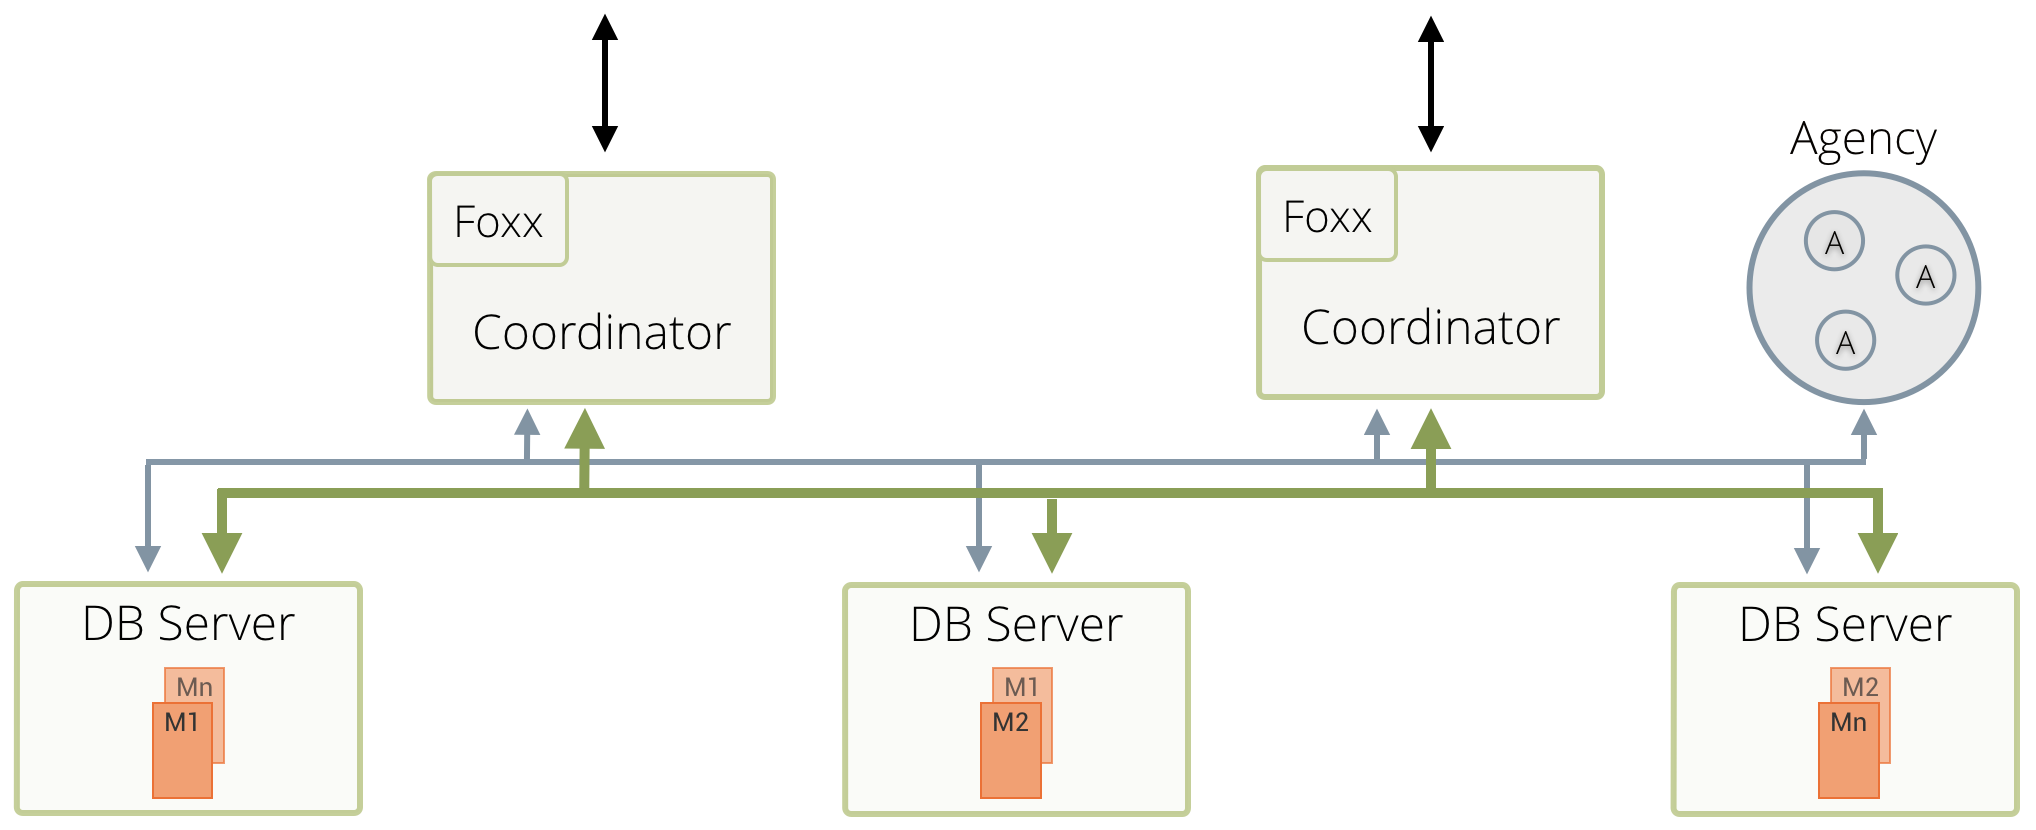 Agency
Foxx
Coordinator
Foxx
Coordinator
A
A
A
DB Server
Mn
M1
DB Server
M1
M2
DB Server
M2
Mn